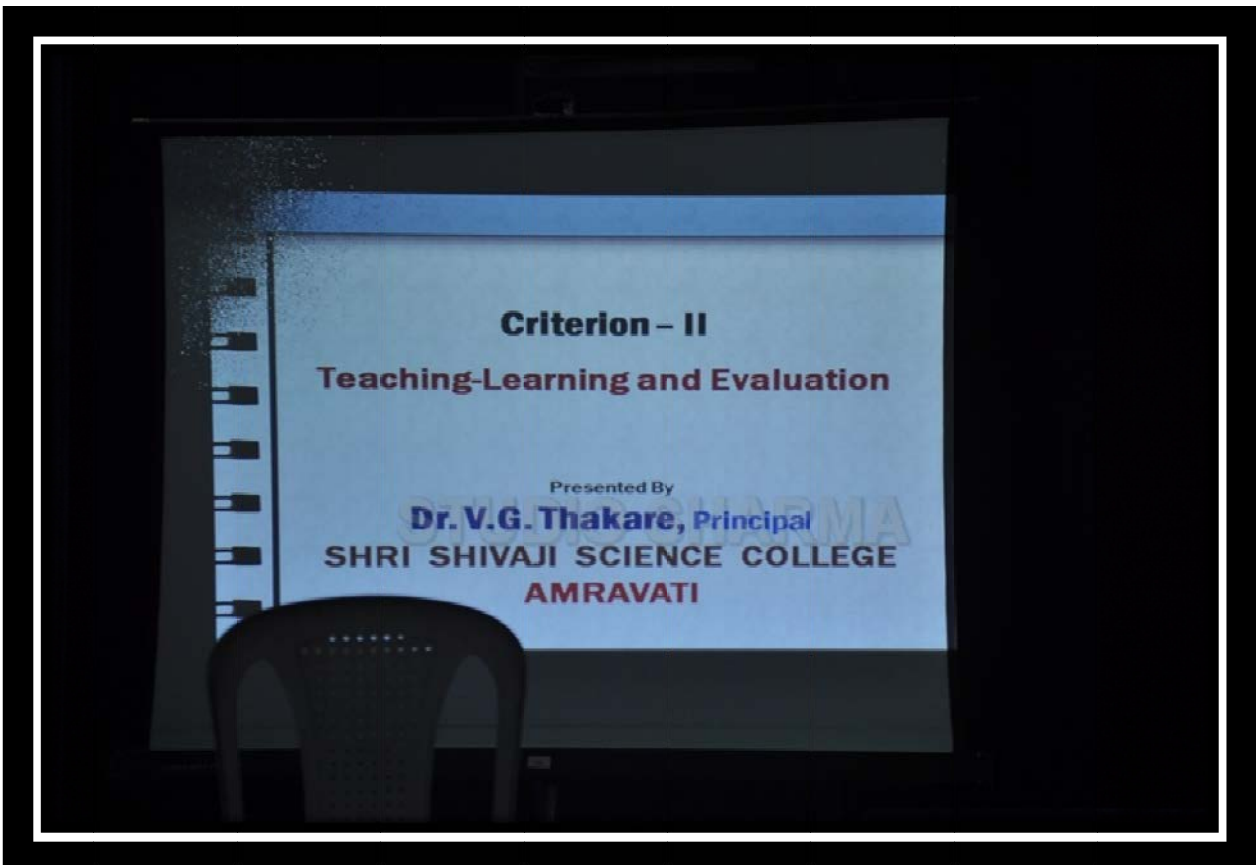 Criterion – II
Teaching-Learning and Evaluation
Presented By
STUDIO SHARMA
Dr. V.G. Thakare, Principal
SHRI SHIVAJI SCIENCE COLLEGE
AMRAVATI